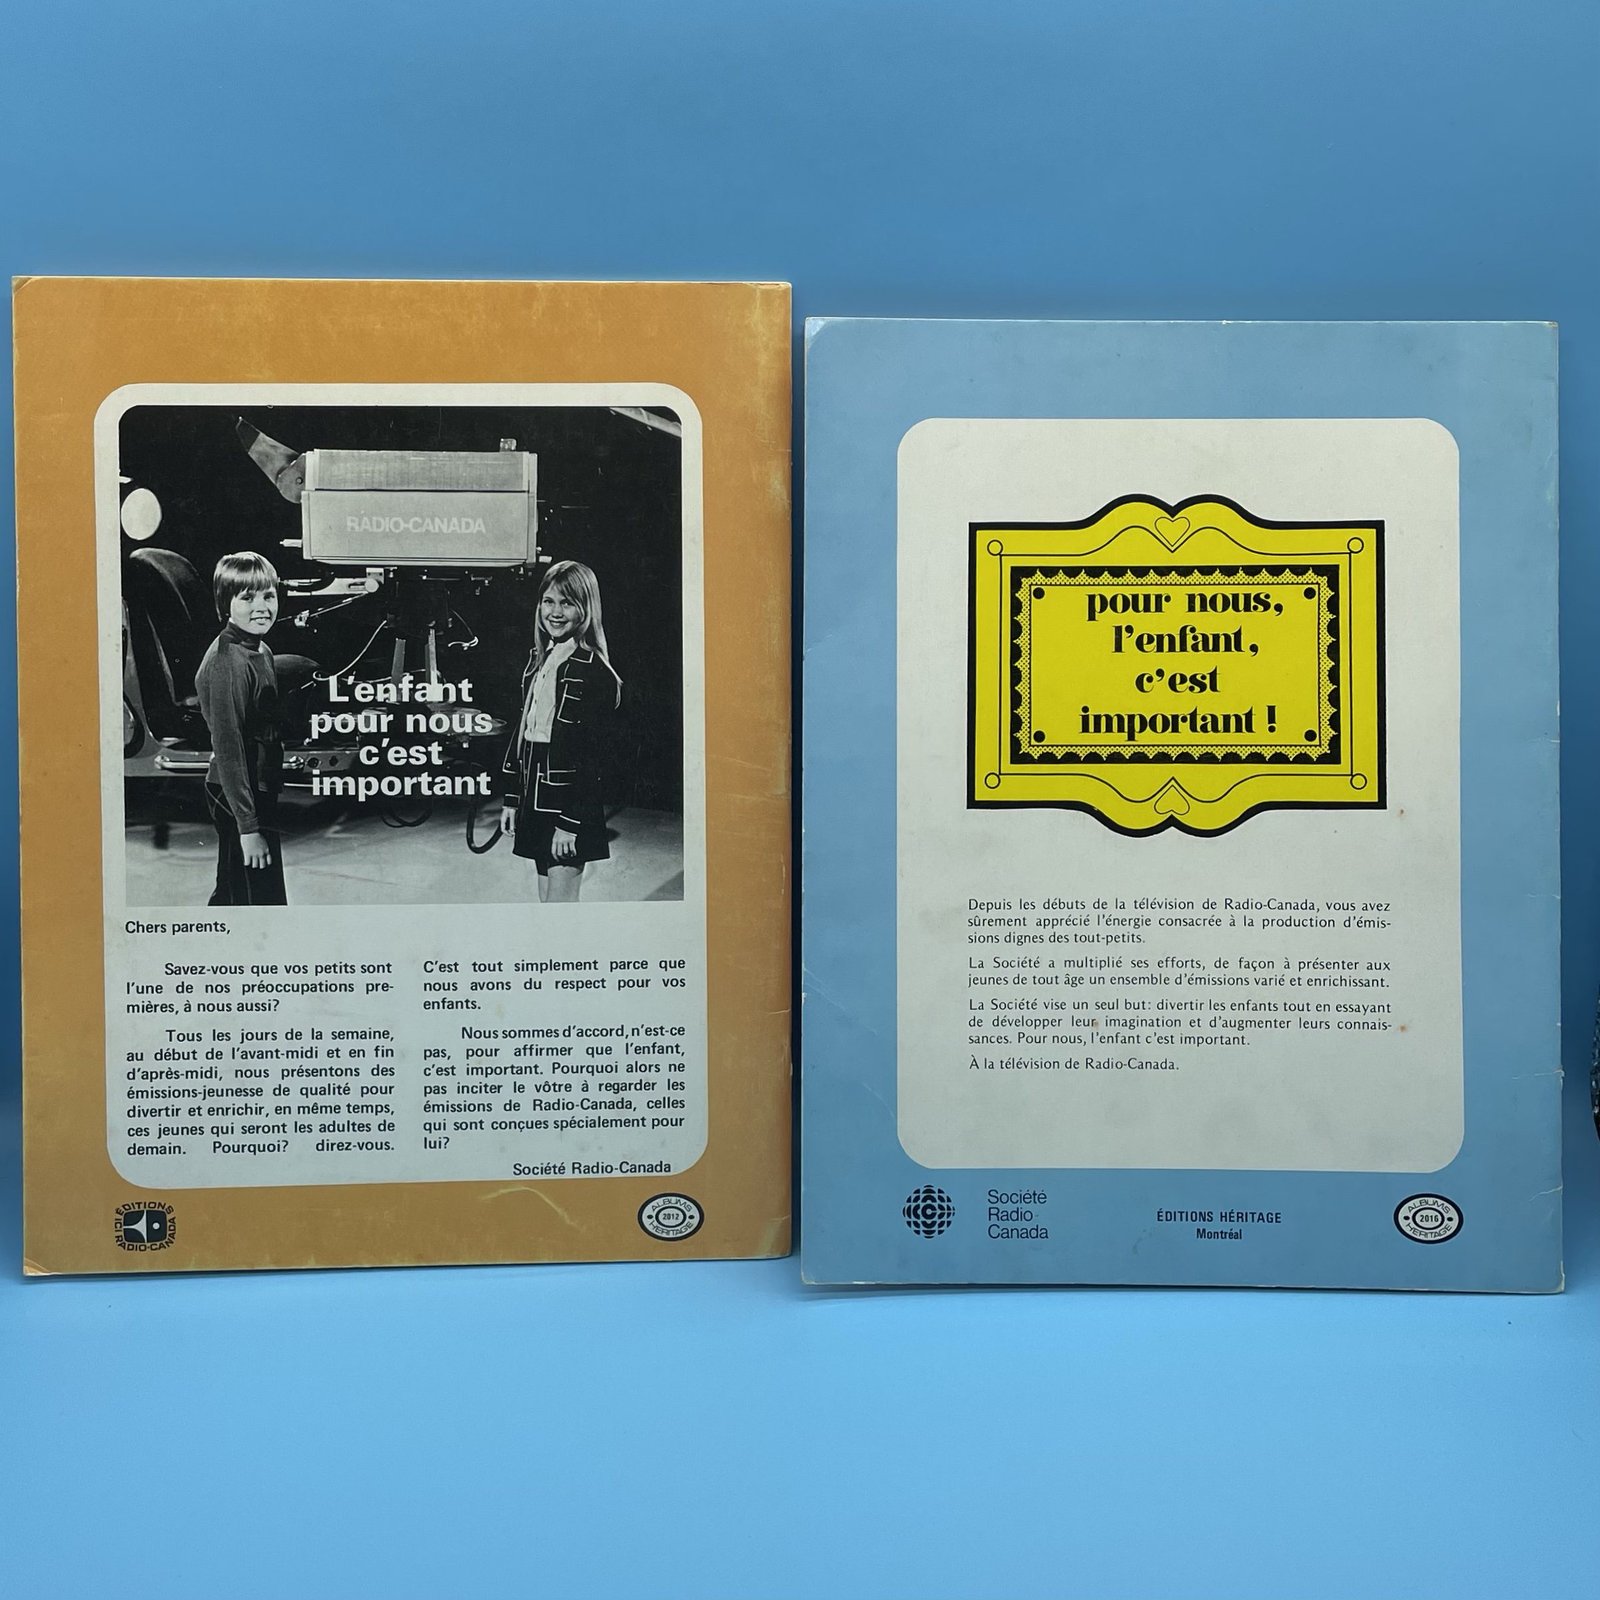 RADIO-CANADA
L'enfant
pour nous
c'est
important
Chers parents,
Savez-vous que vos petits sont
l'une de nos préoccupations pre-
mières, à nous aussi?
Tous les jours de la semaine,
au début de l'avant-midi et en fin
d'après-midi, nous présentons des
émissions-jeunesse de qualité pour
divertir et enrichir, en même temps,
ces jeunes qui seront les adultes de
demain. Pourquoi? direz-vous.
C'est tout simplement parce que
nous avons du respect pour vos
enfants.
Nous sommes d'accord, n'est-ce
pas, pour affirmer que l'enfant,
c'est important. Pourquoi alors ne
pas inciter le vôtre à regarder les
émissions de Radio-Canada, celles
qui sont conçues spécialement pour
lui?
Société Radio-Canada
ÉDITIONS
ICI RADIO-CANADA
ALBUMS
2012
HÉRITAGE
pour nous,
l'enfant,
c'est
important !
Depuis les débuts de la télévision de Radio-Canada, vous avez
sûrement apprécié l'énergie consacrée à la production d'émis-
sions dignes des tout-petits.
La Société a multiplié ses efforts, de façon à présenter aux
jeunes de tout âge un ensemble d'émissions varié et enrichissant.
La Société vise un seul but: divertir les enfants tout en essayant
de développer leur imagination et d'augmenter leurs connais-
sances. Pour nous, l'enfant c'est important.
À la télévision de Radio-Canada.
Société
Radio-
Canada
ÉDITIONS HÉRITAGE
Montréal
ALBUMS
2016
HÉRITAGE